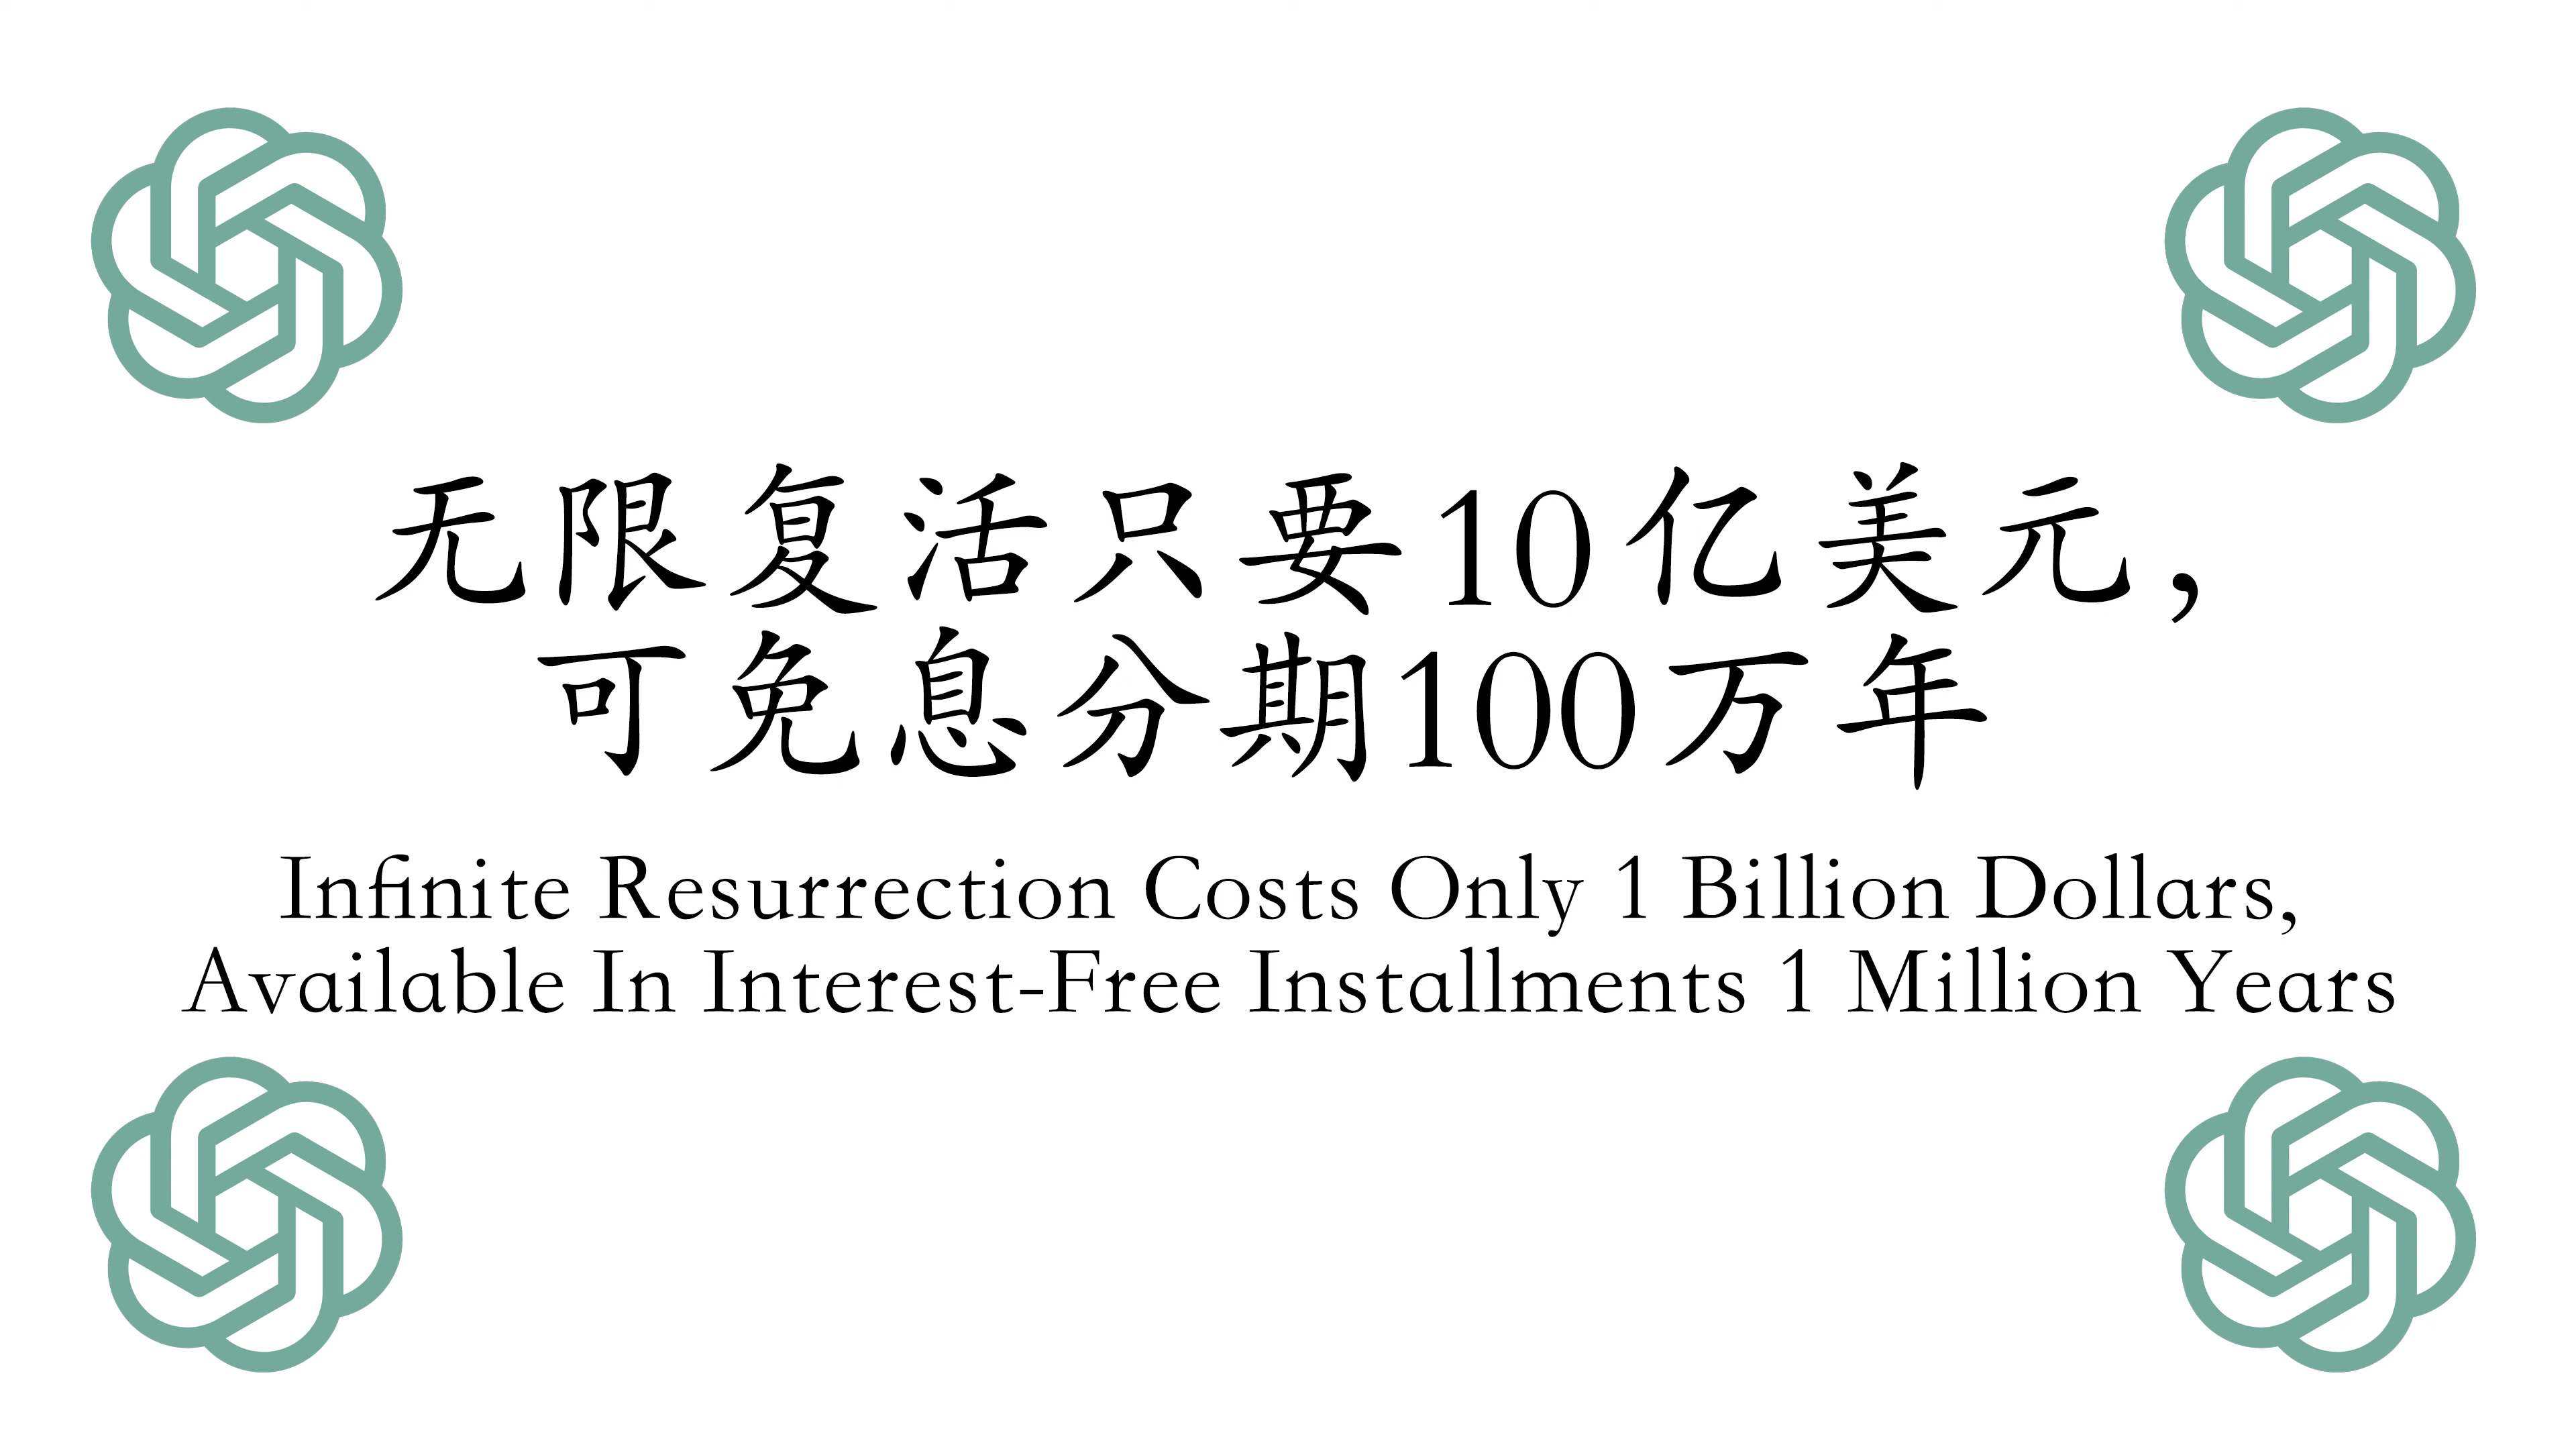 无限复活只要10亿美元，
可免息分期100万年
Infinite Resurrection Costs Only 1 Billion Dollars,
Available In Interest-Free Installments 1 Million Years